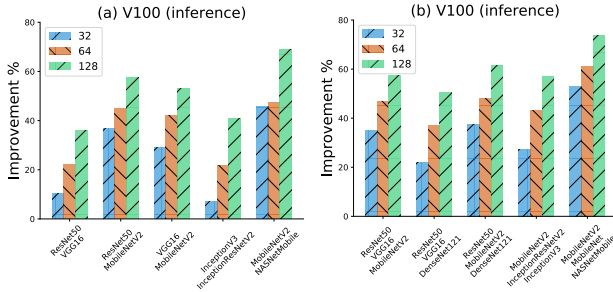 (a) V100 (inference)
Improvement %
80
60
40
20
0
32
64
128
ResNet50
VGG16
ResNet50
MobileNetV2
VGG16
MobileNetV2
InceptionV3
InceptionResNetV2
MobileNetV2
NASNetMobile
(b) V100 (inference)
Improvement %
80
60
40
20
0
32
64
128
ResNet50
VGG16
MobileNetV2
ResNet50
VGG16
DenseNet121
ResNet50
MobileNetV2
DenseNet121
MobileNetV2
InceptionResNetV2
InceptionV3
MobileNetV2
MobileNet
NASNetMobile